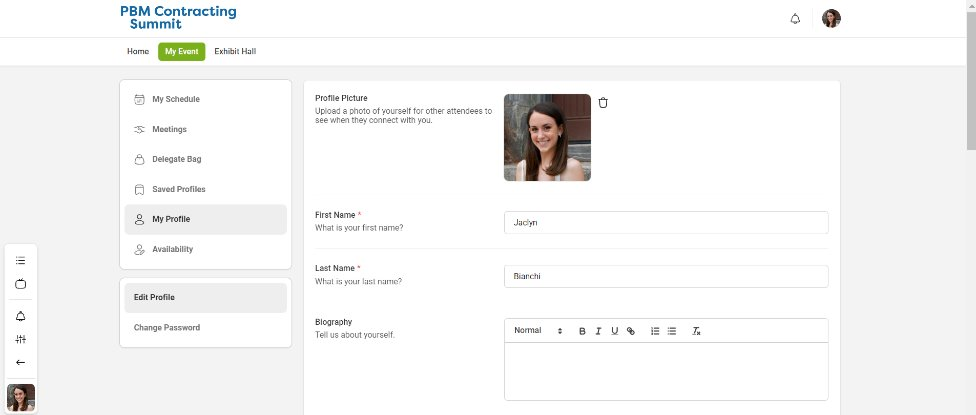 PBM Contracting
Summit
Home
My Event
Exhibit Hall
My Schedule
Meetings
Delegate Bag
Saved Profiles
My Profile
Availability
Edit Profile
Change Password
Profile Picture
Upload a photo of yourself for other attendees to
see when they connect with you.
First Name *
What is your first name?
Jaclyn
Last Name *
What is your last name?
Bianchi
Biography
Tell us about yourself.
Normal
B I U